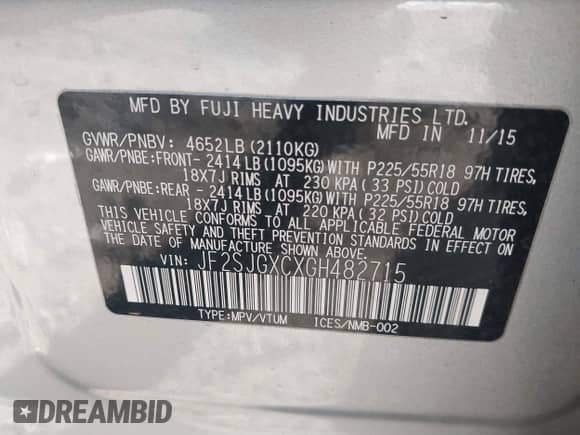 MFD BY FUJI HEAVY INDUSTRIES LTD.
MFD IN 11/15
GVWR/PNBV: 4652LB (2110KG)
GAWR/PNBE:FRONT- 2414 LB (1095KG) WITH P225/55R18 97H TIRES,
18X7J RIMS AT 230 KPA (33 PSI) COLD
GAWR/PNBE:REAR - 2414 LB (1095KG) WITH P225/55R18 97H TIRES,
18X7J RIMS AT 220 KPA (32 PSI) COLD
THIS VEHICLE CONFORMS TO ALL APPLICABLE FEDERAL MOTOR
VEHICLE SAFETY AND THEFT PREVENTION STANDARDS IN EFFECT ON
THE DATE OF MANUFACTURE SHOWN ABOVE.
VIN: JF2SJGXCXGH482715
TYPE:MPV/VTUM ICES/NMB-002
DREAMBID